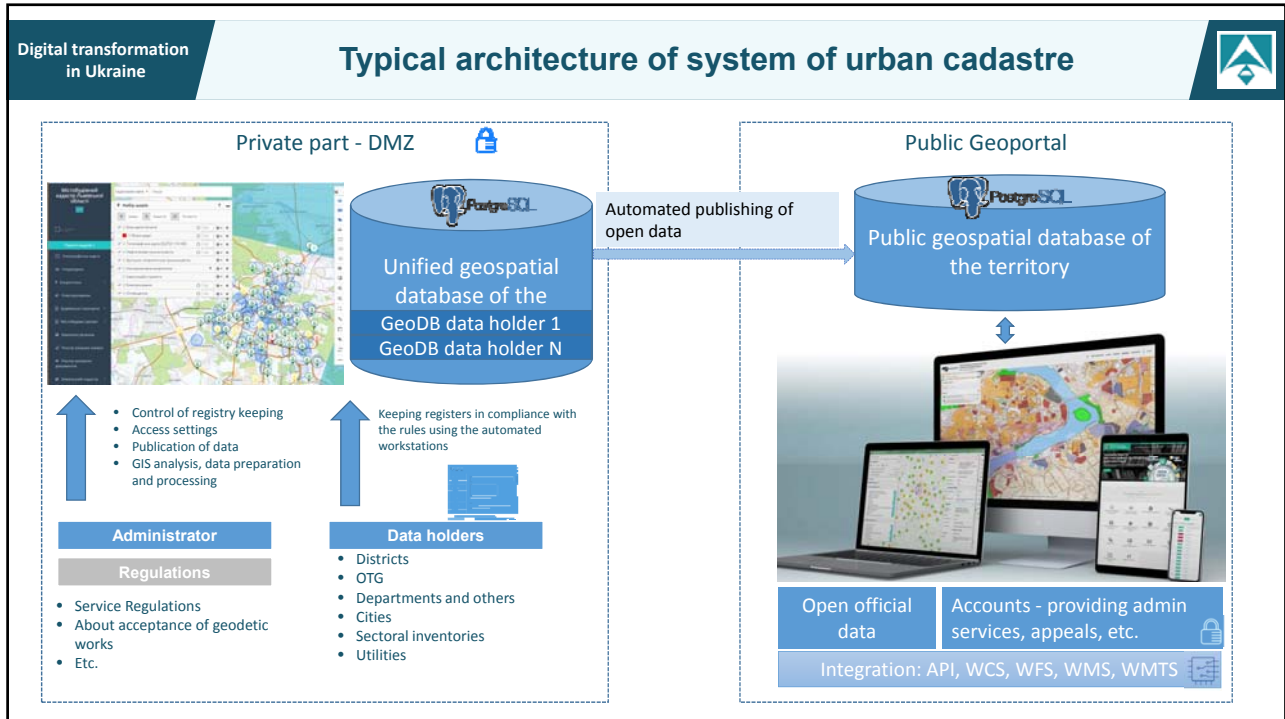 Digital transformation
in Ukraine
Typical architecture of system of urban cadastre
Private part - DMZ
PostgreSQL
Unified geospatial
database of the
GeoDB data holder 1
GeoDB data holder N
Automated publishing of
open data
Public Geoportal
PostgreSQL
Public geospatial database of
the territory
• Control of registry keeping
• Access settings
• Publication of data
• GIS analysis, data preparation
and processing
Keeping registers in compliance with
the rules using the automated
workstations
Administrator
Regulations
• Service Regulations
• About acceptance of geodetic
works
• Etc.
Data holders
• Districts
• OTG
• Departments and others
• Cities
• Sectoral inventories
• Utilities
Open official
data
Accounts - providing admin
services, appeals, etc.
Integration: API, WCS, WFS, WMS, WMTS